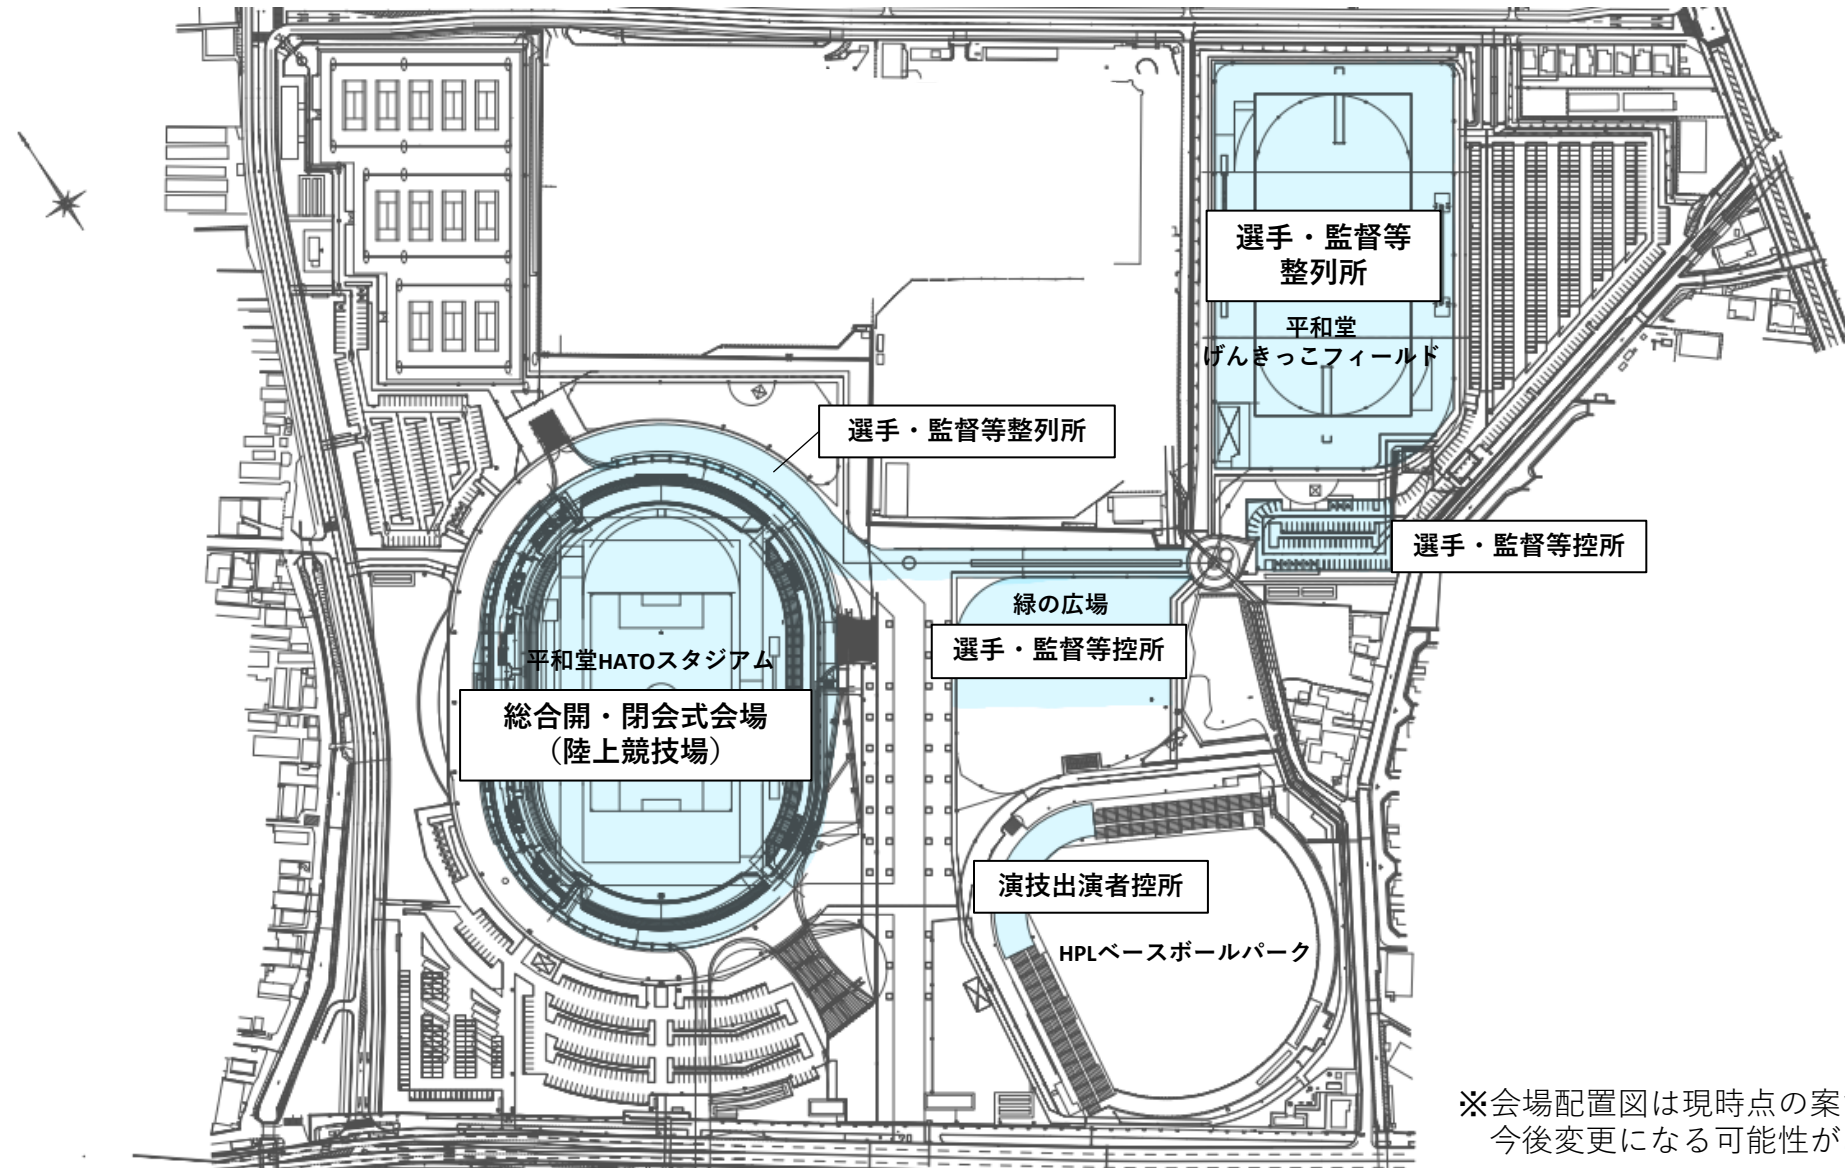 選手・監督等
整列所
平和堂
げんきっこフィールド
選手・監督等整列所
選手・監督等控所
緑の広場
選手・監督等控所
平和堂HATOスタジアム
総合開・閉会式会場
（陸上競技場）
演技出演者控所
HPLベースボールパーク
※会場配置図は現時点の案
今後変更になる可能性が